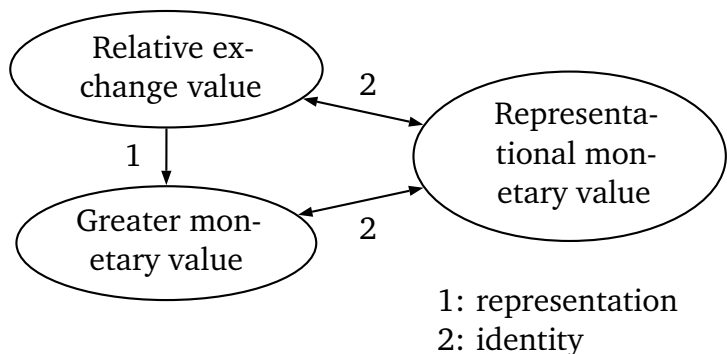 Relative ex-
change value
2
Representa-
tional mon-
etary value
1
Greater mon-
etary value
2
1: representation
2: identity